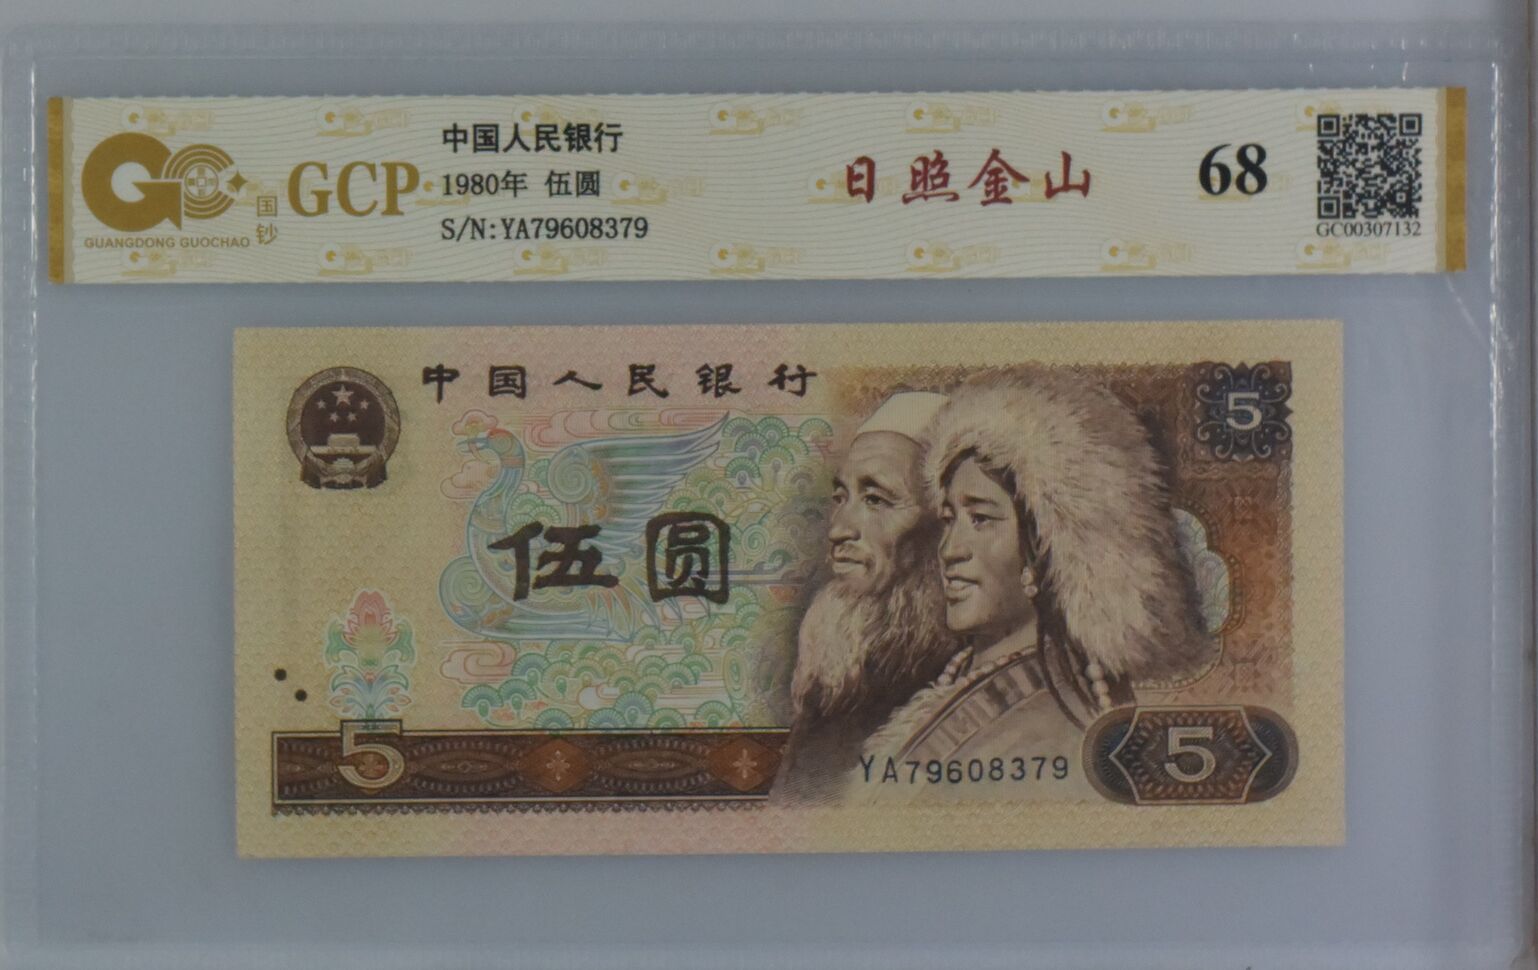 GCP
国钞
GUANGDONG GUOCHAO
中国人民银行
1980年 伍圆
S/N:YA79608379
日照金山
68
GC00307132
中国人民银行
5
伍圆
5
YA79608379
5